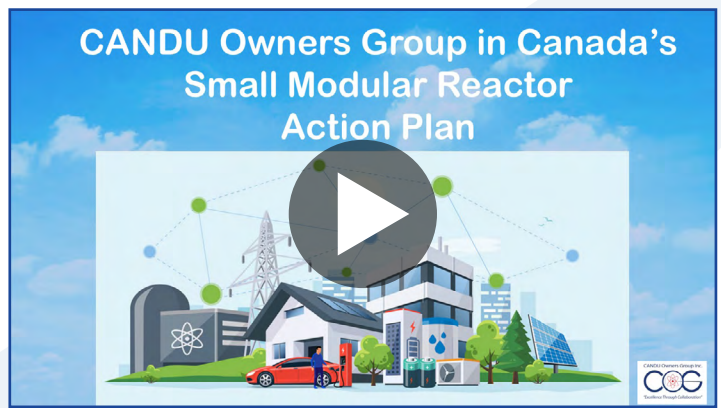 CANDU Owners Group in Canada's
Small Modular Reactor
Action Plan
CANDU Owners Group Inc.
COG
"Excellence Through Collaboration"